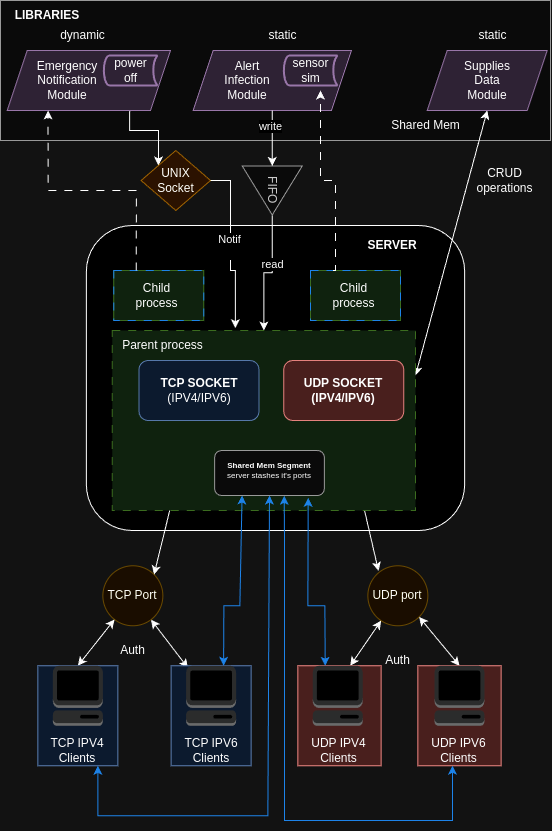 LIBRARIES
dynamic
static
static
Emergency
Notification
Module
power
off
Alert
Infection
Module
sensor
sim
Supplies
Data
Module
write
Shared Mem
UNIX
Socket
FIFO
CRUD
operations
Notif
SERVER
read
Child
process
Child
process
Parent process
TCP SOCKET
(IPV4/IPV6)
UDP SOCKET
(IPV4/IPV6)
Shared Mem Segment
server stashes it's ports
TCP Port
UDP port
Auth
Auth
TCP IPV4
Clients
TCP IPV6
Clients
UDP IPV4
Clients
UDP IPV6
Clients